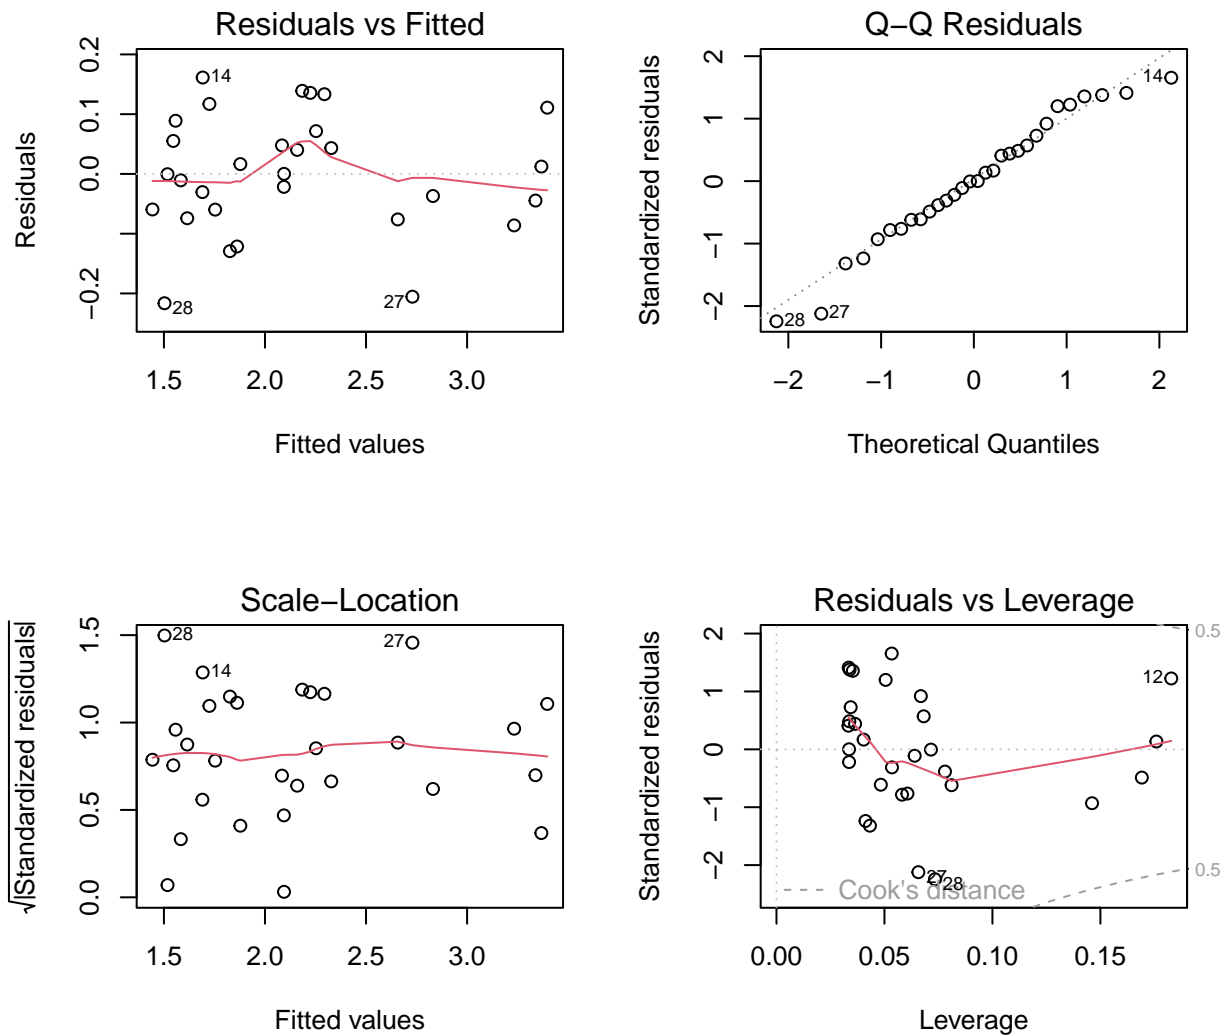 Residuals vs Fitted
Residuals
0.2
0.1
0.0
−0.2
14
28
27
1.5 2.0 2.5 3.0
Fitted values
Q−Q Residuals
Standardized residuals
2
1
0
−1
−2
14
28
27
−2 −1 0 1 2
Theoretical Quantiles
Scale−Location
√|Standardized residuals|
1.5
1.0
0.5
0.0
28
27
14
1.5 2.0 2.5 3.0
Fitted values
Residuals vs Leverage
Standardized residuals
2
1
0
−1
−2
0.5
12
0.5
27
28
Cook's distance
0.00 0.05 0.10 0.15
Leverage